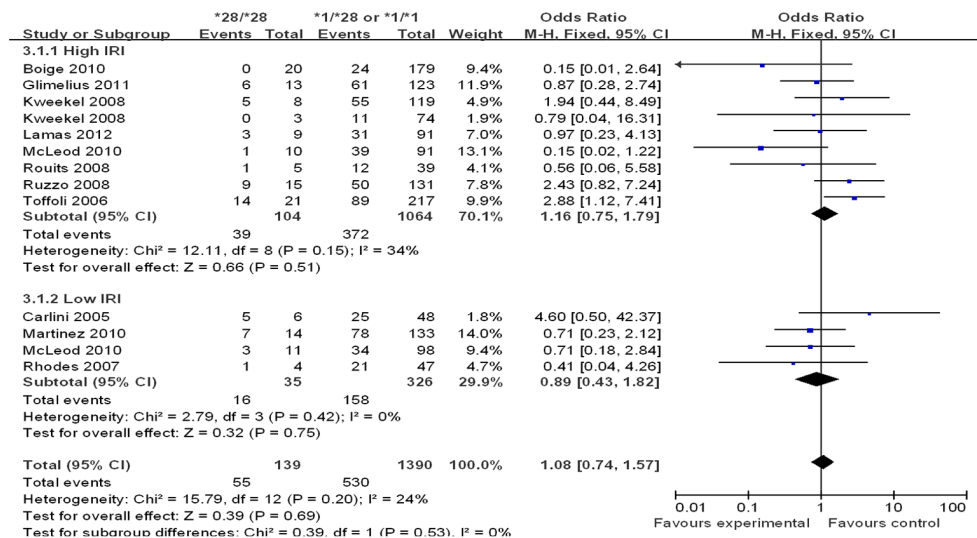 *28/*28 *1/*28 or *1/*1 Odds Ratio Odds Ratio
Study or Subgroup Events Total Events Total Weight M-H, Fixed, 95% CI M-H, Fixed, 95% CI
3.1.1 High IRI
Boige 2010 0 20 24 179 9.4% 0.15 [0.01, 2.64]
Glimelius 2011 6 13 61 123 11.9% 0.87 [0.28, 2.74]
Kweekel 2008 5 8 55 119 4.9% 1.94 [0.44, 8.49]
Kweekel 2008 0 3 11 74 1.9% 0.79 [0.04, 16.31]
Lamas 2012 3 9 31 91 7.0% 0.97 [0.23, 4.13]
McLeod 2010 1 10 39 91 13.1% 0.15 [0.02, 1.22]
Rouits 2008 1 5 12 39 4.1% 0.56 [0.06, 5.58]
Ruzzo 2008 9 15 50 131 7.8% 2.43 [0.82, 7.24]
Toffoli 2006 14 21 89 217 9.9% 2.88 [1.12, 7.41]
Subtotal (95% CI) 104 1064 70.1% 1.16 [0.75, 1.79]
Total events 39 372
Heterogeneity: Chi² = 12.11, df = 8 (P = 0.15); I² = 34%
Test for overall effect: Z = 0.66 (P = 0.51)
3.1.2 Low IRI
Carlini 2005 5 6 25 48 1.8% 4.60 [0.50, 42.37]
Martinez 2010 7 14 78 133 14.0% 0.71 [0.23, 2.12]
McLeod 2010 3 11 34 98 9.4% 0.71 [0.18, 2.84]
Rhodes 2007 1 4 21 47 4.7% 0.41 [0.04, 4.26]
Subtotal (95% CI) 35 326 29.9% 0.89 [0.43, 1.82]
Total events 16 158
Heterogeneity: Chi² = 2.79, df = 3 (P = 0.42); I² = 0%
Test for overall effect: Z = 0.32 (P = 0.75)
Total (95% CI) 139 1390 100.0% 1.08 [0.74, 1.57]
Total events 55 530
Heterogeneity: Chi² = 15.79, df = 12 (P = 0.20); I² = 24%
Test for overall effect: Z = 0.39 (P = 0.69)
Test for subgroup differences: Chi² = 0.39, df = 1 (P = 0.53), I² = 0%
0.01 0.1 1 10 100
Favours experimental Favours control